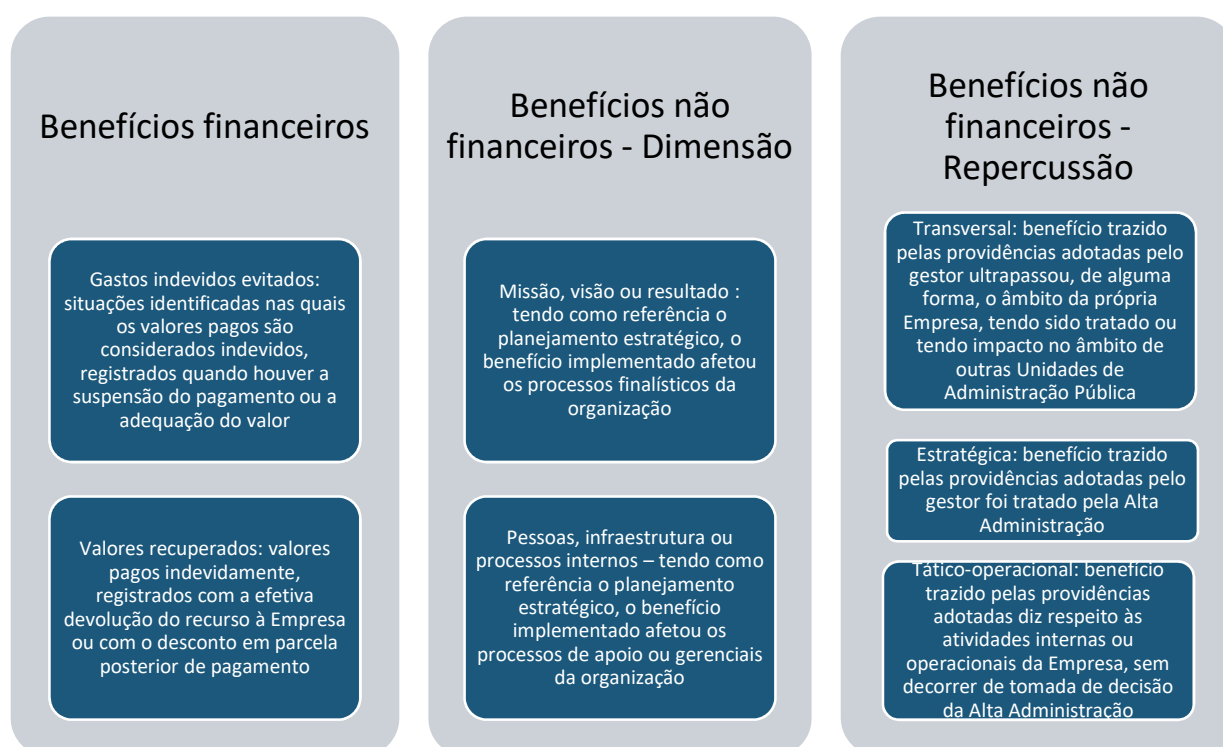 Benefícios financeiros
Gastos indevidos evitados:
situações identificadas nas quais
os valores pagos são
considerados indevidos,
registrados quando houver a
suspensão do pagamento ou a
adequação do valor
Valores recuperados: valores
pagos indevidamente,
registrados com a efetiva
devolução do recurso à Empresa
ou com o desconto em parcela
posterior de pagamento
Benefícios não
financeiros - Dimensão
Missão, visão ou resultado :
tendo como referência o
planejamento estratégico, o
benefício implementado afetou
os processos finalísticos da
organização
Pessoas, infraestrutura ou
processos internos – tendo como
referência o planejamento
estratégico, o benefício
implementado afetou os
processos de apoio ou gerenciais
da organização
Benefícios não
financeiros -
Repercussão
Transversal: benefício trazido
pelas providências adotadas pelo
gestor ultrapassou, de alguma
forma, o âmbito da própria
Empresa, tendo sido tratado ou
tendo impacto no âmbito de
outras Unidades de
Administração Pública
Estratégica: benefício trazido
pelas providências adotadas pelo
gestor foi tratado pela Alta
Administração
Tático-operacional: benefício
trazido pelas providências
adotadas diz respeito às
atividades internas ou
operacionais da Empresa, sem
decorrer de tomada de decisão
da Alta Administração